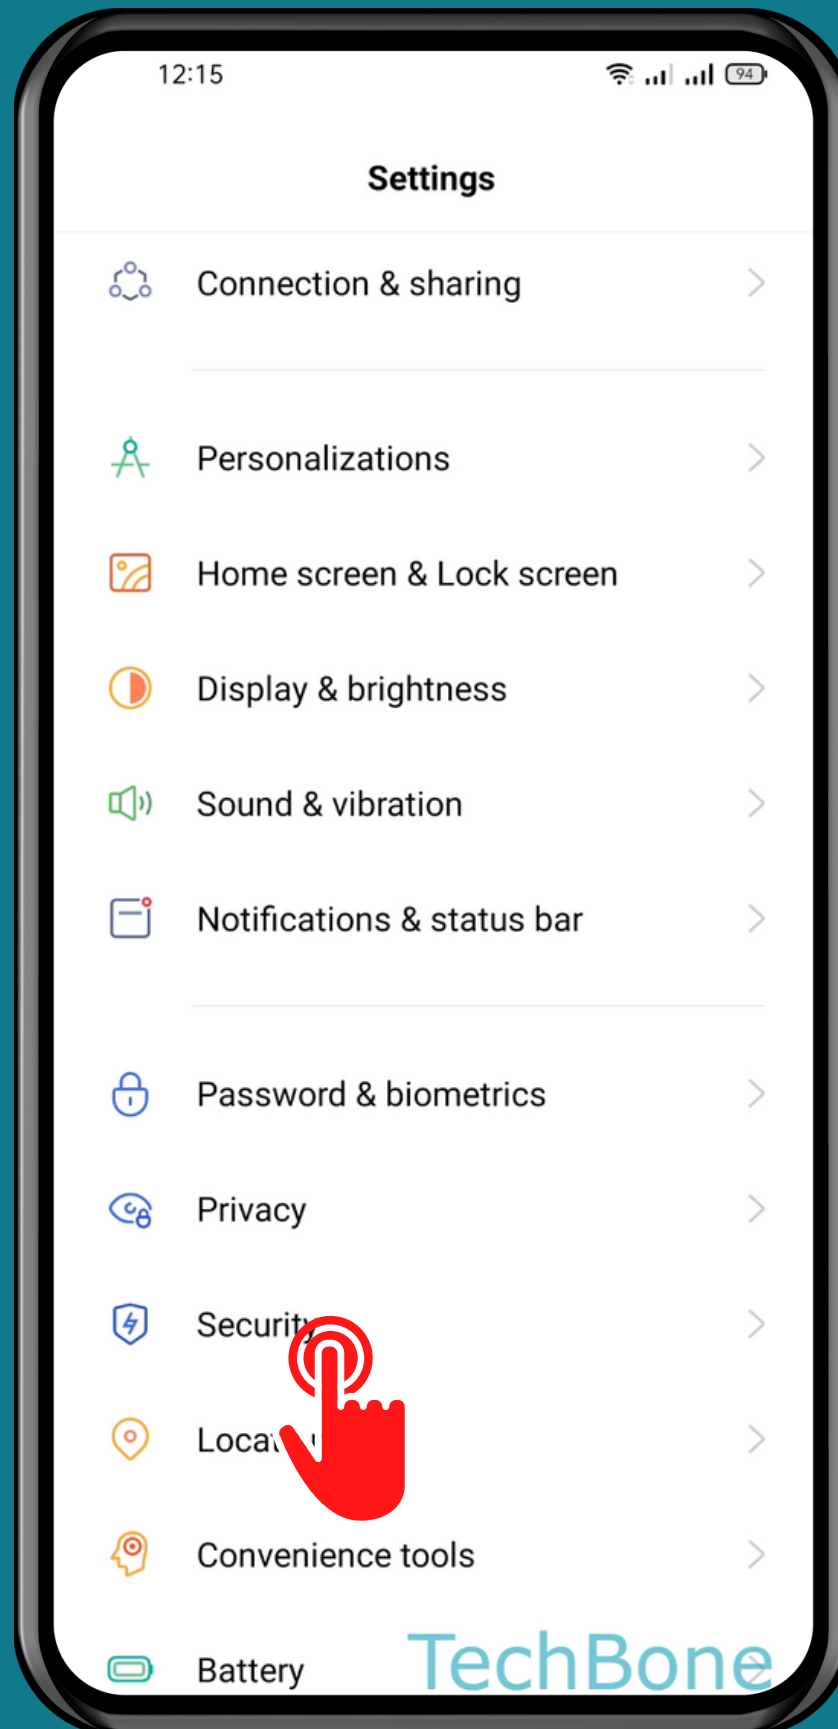 12:15
94
Settings
Connection & sharing
Personalizations
Home screen & Lock screen
Display & brightness
Sound & vibration
Notifications & status bar
Password & biometrics
Privacy
Security
Convenience tools
Battery
TechBone